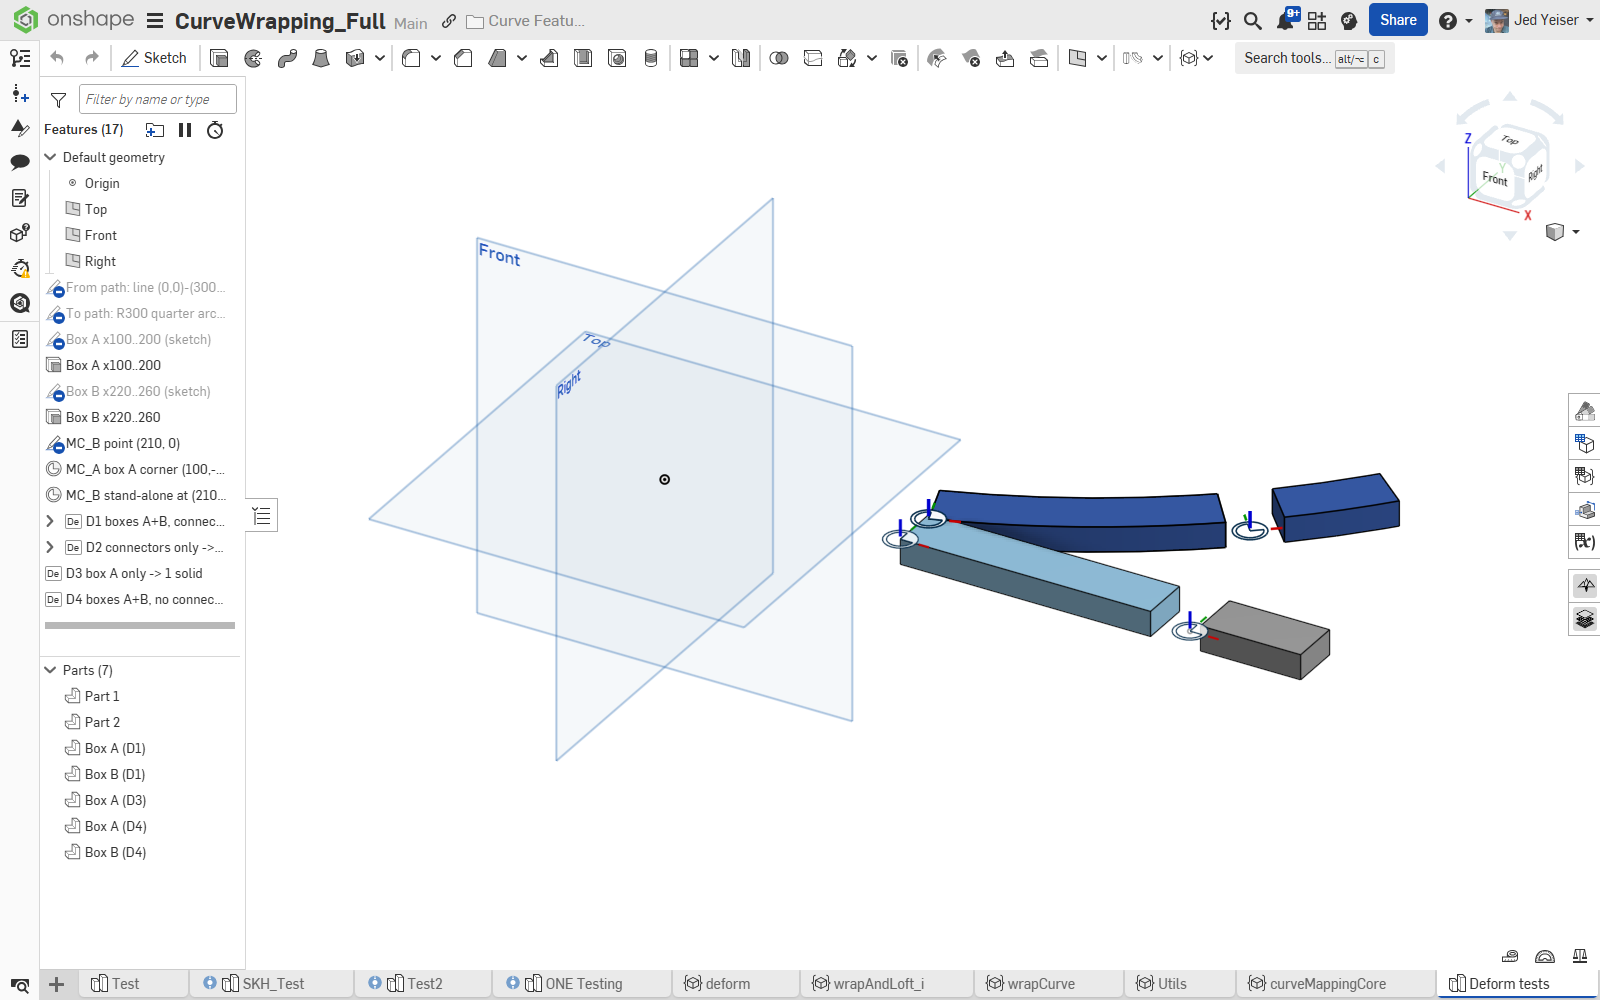 onshape CurveWrapping_Full Main Curve Featu... 9+ Share Jed Yeiser
Sketch Search tools... alt/⌥ c
Filter by name or type
Features (17)
Default geometry
Origin
Top
Front
Right
From path: line (0,0)-(300...
To path: R300 quarter arc...
Box A x100..200 (sketch)
Box A x100..200
Box B x220..260 (sketch)
Box B x220..260
MC_B point (210, 0)
MC_A box A corner (100,-...
MC_B stand-alone at (210...
De D1 boxes A+B, connec...
De D2 connectors only ->...
De D3 box A only -> 1 solid
De D4 boxes A+B, no connec...
Parts (7)
Part 1
Part 2
Box A (D1)
Box B (D1)
Box A (D3)
Box A (D4)
Box B (D4)
Front
Top
Right
Z
Top
Y
Front
Right
X
Test SKH_Test Test2 ONE Testing deform wrapAndLoft_i wrapCurve Utils curveMappingCore Deform tests